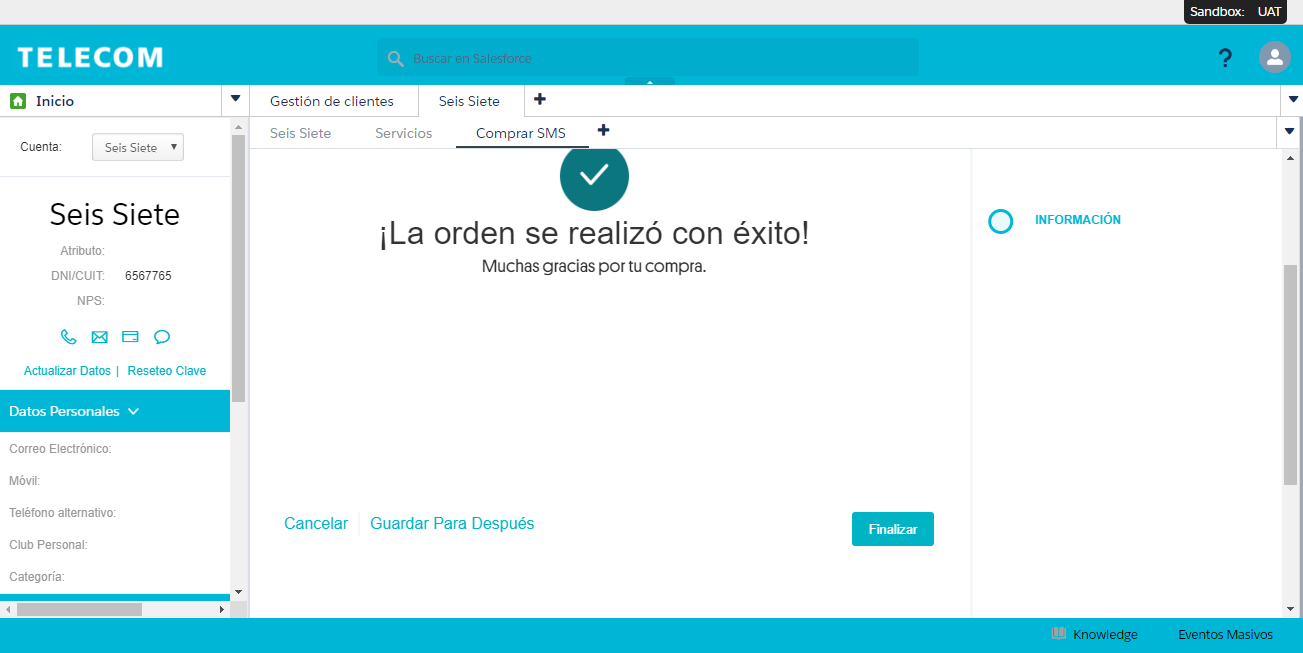 Sandbox: UAT
TELECOM
Buscar en Salesforce
?
Inicio
Gestión de clientes
Seis Siete
Seis Siete
Servicios
Comprar SMS
Cuenta:
Seis Siete
Seis Siete
Atributo:
DNI/CUIT: 6567765
NPS:
Actualizar Datos | Reseteo Clave
Datos Personales
Correo Electrónico:
Móvil:
Teléfono alternativo:
Club Personal:
Categoría:
¡La orden se realizó con éxito!
Muchas gracias por tu compra.
Cancelar
Guardar Para Después
Finalizar
INFORMACIÓN
Knowledge
Eventos Masivos